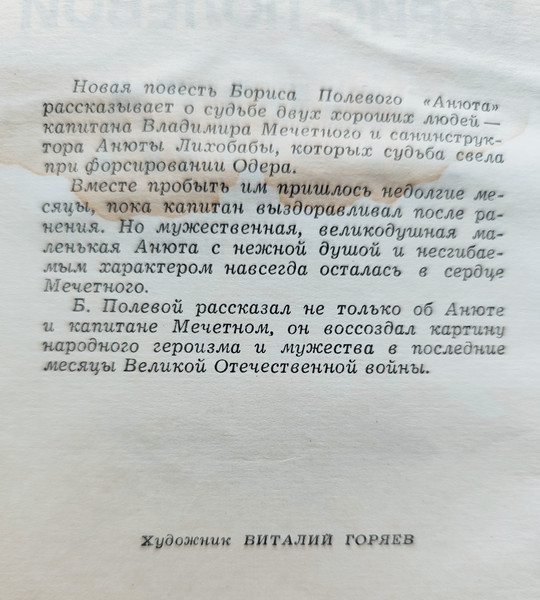 Новая повесть Бориса Полевого «Анюта»
рассказывает о судьбе двух хороших людей —
капитана Владимира Мечетного и санинструк-
тора Анюты Лихобабы, которых судьба свела
при форсировании Одера.
Вместе пробыть им пришлось недолгие ме-
сяцы, пока капитан выздоравливал после ра-
нения. Но мужественная, великодушная ма-
ленькая Анюта с нежной душой и несгибае-
мым характером навсегда осталась в сердце
Мечетного.
Б. Полевой рассказал не только об Анюте
и капитане Мечетном, он воссоздал картину
народного героизма и мужества в последние
месяцы Великой Отечественной войны.
Художник ВИТАЛИЙ ГОРЯЕВ